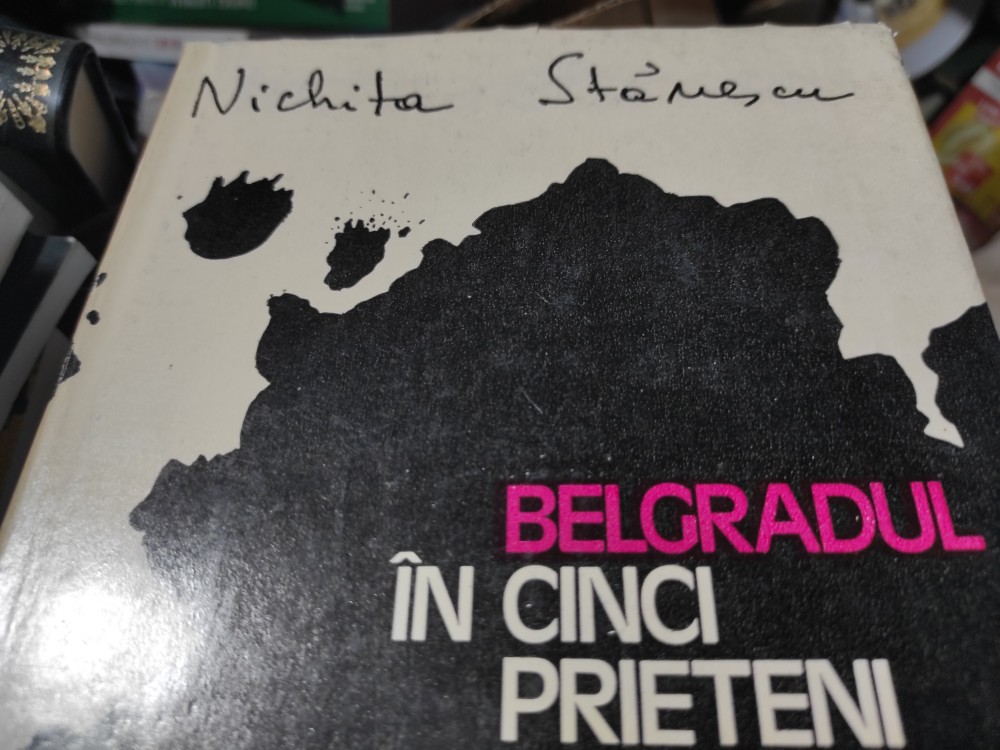 Nichita Stănescu
BELGRADUL
ÎN CINCI
PRIETENI